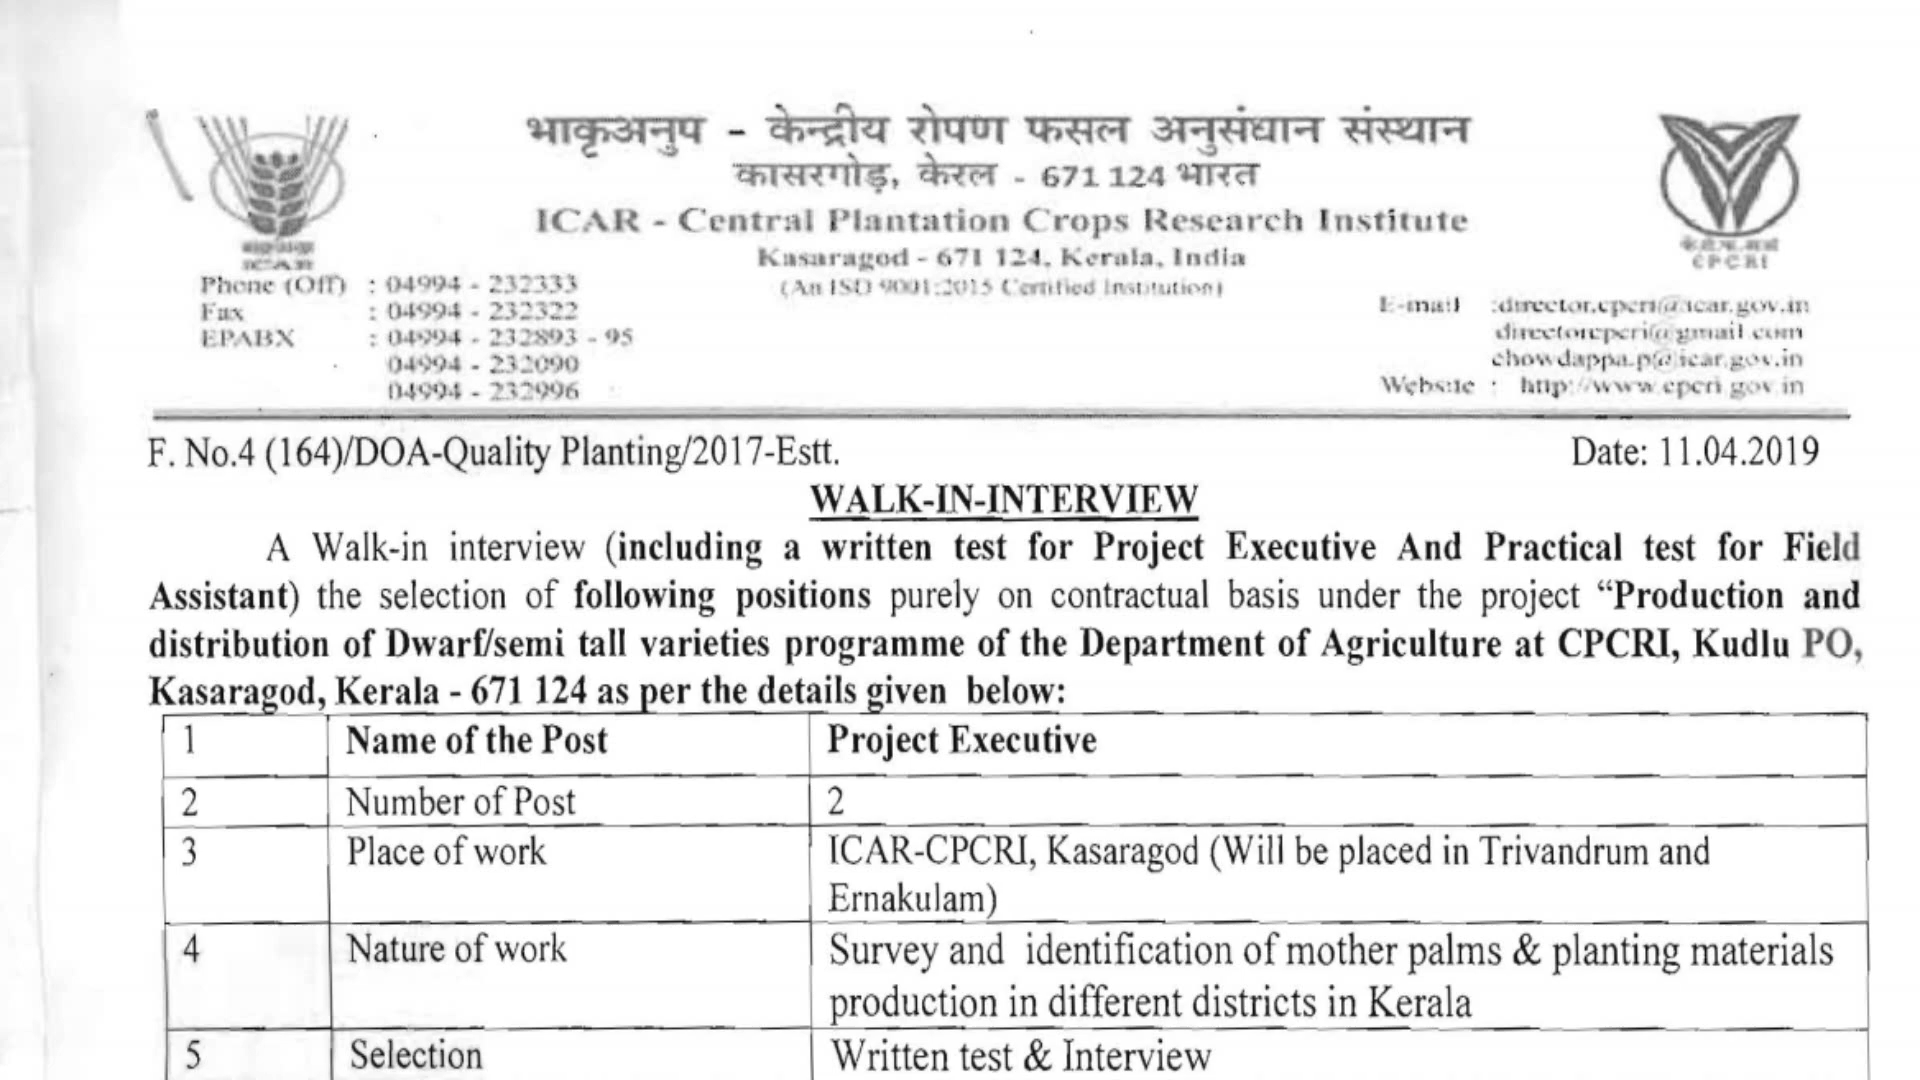 भाकृअनुप - केन्द्रीय रोपण फसल अनुसंधान संस्थान
कासरगोड़, केरल - 671 124 भारत
ICAR - Central Plantation Crops Research Institute
Kasaragod - 671 124, Kerala, India
(An ISO 9001:2015 Certified Institution)
ICAR
CPCRI
Phone (Off) : 04994 - 232333
Fax : 04994 - 232322
EPABX : 04994 - 232893 - 95
04994 - 232090
04994 - 232996
E-mail :director.cpcri@icar.gov.in
directorcpcri@gmail.com
chowdappa.p@icar.gov.in
Website : http://www.cpcri.gov.in
F. No.4 (164)/DOA-Quality Planting/2017-Estt. Date: 11.04.2019
WALK-IN-INTERVIEW
A Walk-in interview (including a written test for Project Executive And Practical test for Field
Assistant) the selection of following positions purely on contractual basis under the project “Production and
distribution of Dwarf/semi tall varieties programme of the Department of Agriculture at CPCRI, Kudlu PO,
Kasaragod, Kerala - 671 124 as per the details given below:
1 Name of the Post Project Executive
2 Number of Post 2
3 Place of work ICAR-CPCRI, Kasaragod (Will be placed in Trivandrum and
Ernakulam)
4 Nature of work Survey and identification of mother palms & planting materials
production in different districts in Kerala
5 Selection Written test & Interview